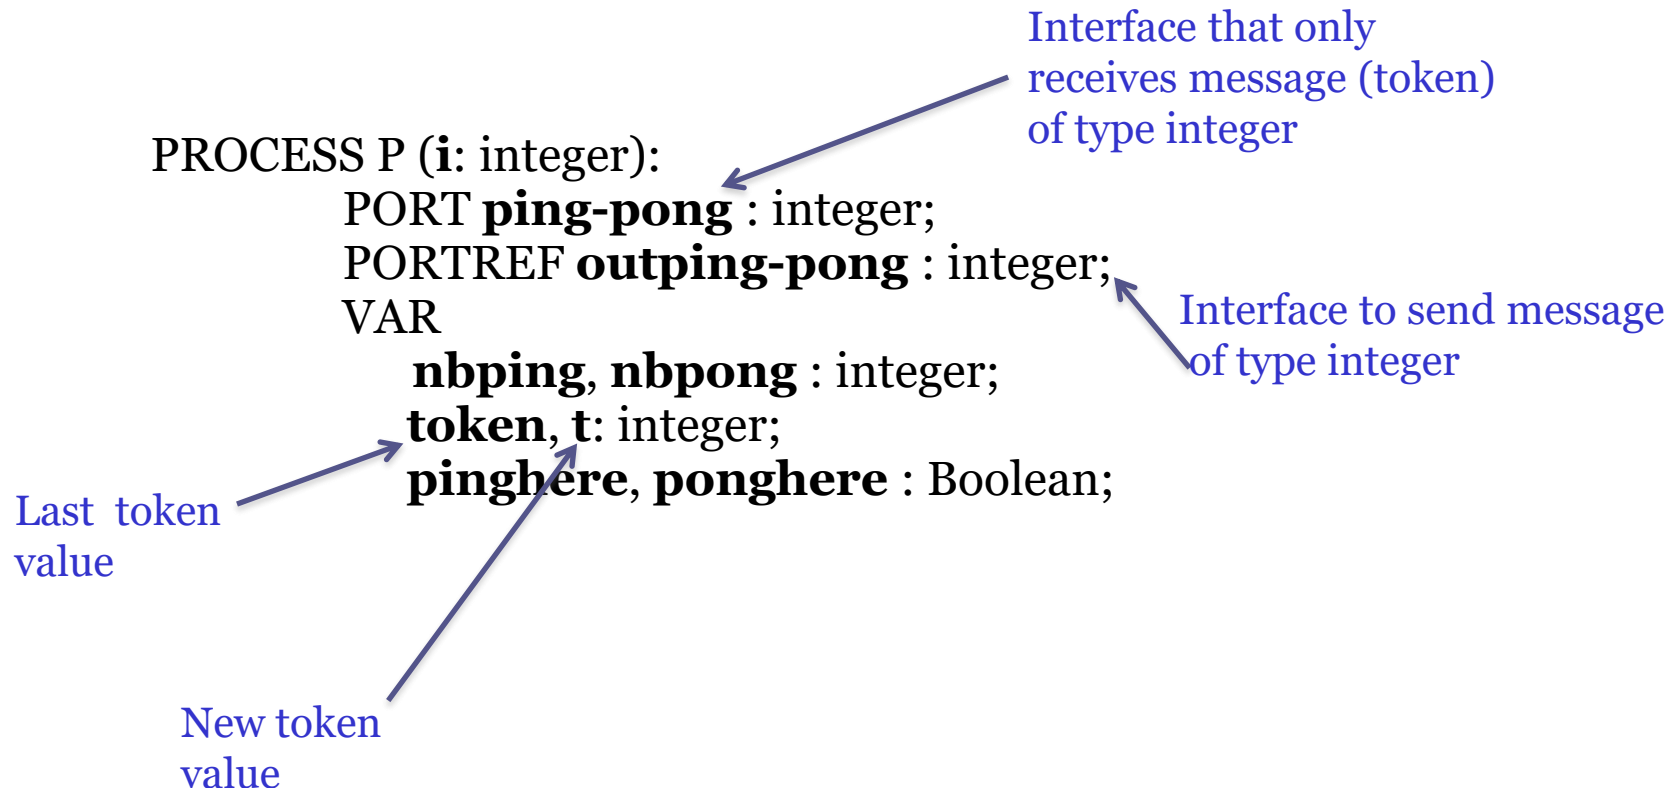 Interface that only
receives message (token)
of type integer
PROCESS P (i: integer):
PORT ping-pong : integer;
PORTREF outping-pong : integer;
VAR
Interface to send message
of type integer
nbping, nbpong : integer;
token, t: integer;
pinghere, ponghere : Boolean;
Last token
value
New token
value